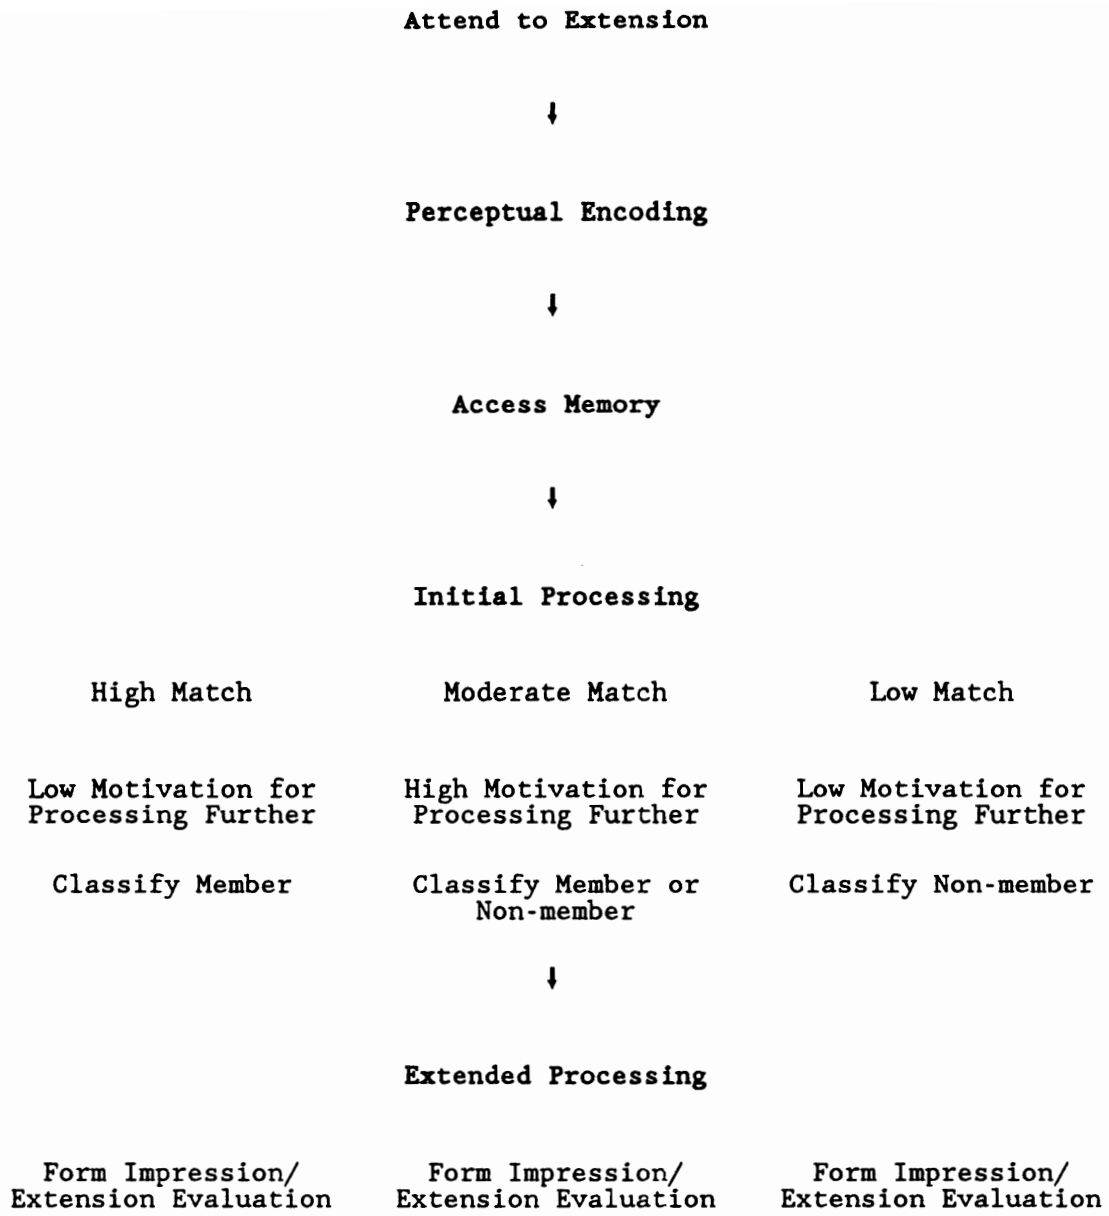 Attend to Extension
Perceptual Encoding
Access Memory
Initial Processing
High Match Moderate Match Low Match
Low Motivation for High Motivation for Low Motivation for
Processing Further Processing Further Processing Further
Classify Member Classify Member or Classify Non-member
Non-member
Extended Processing
Form Impression/ Form Impression/ Form Impression/
Extension Evaluation Extension Evaluation Extension Evaluation